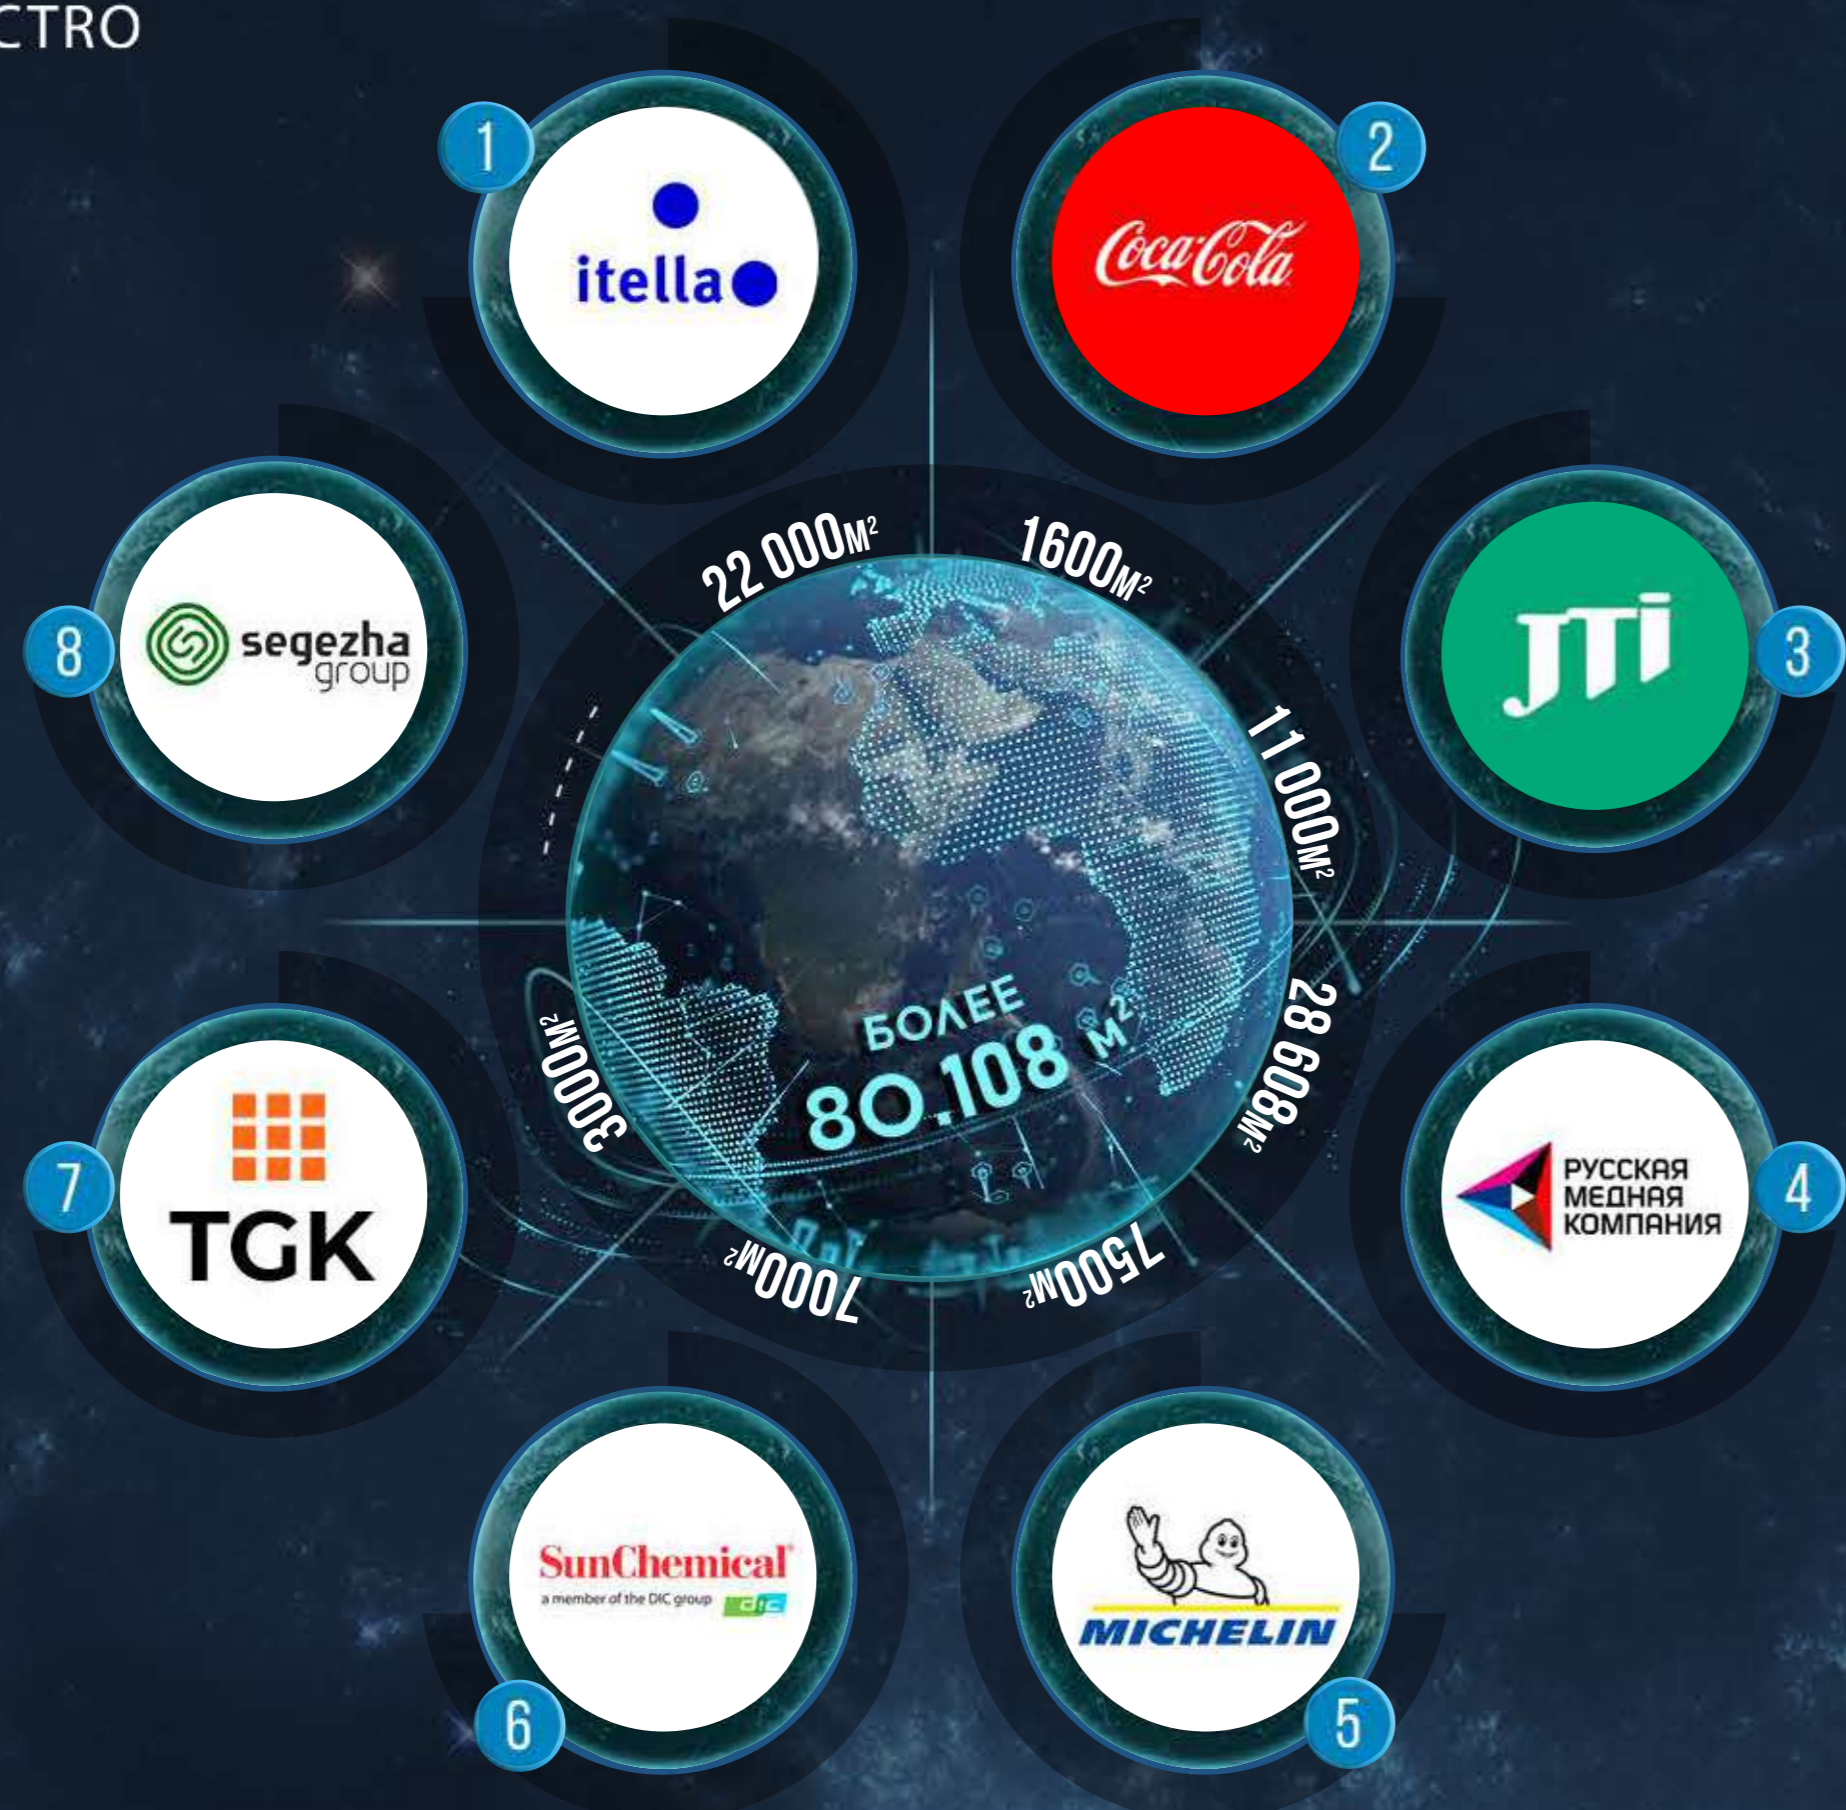 CTRO
1
itella
2
Coca-Cola
3
JTi
4
РУССКАЯ
МЕДНАЯ
КОМПАНИЯ
5
MICHELIN
6
SunChemical®
a member of the DIC group
dic
7
TGK
8
segezha
group
22 000м²
1600м²
11 000м²
28 608м²
7500м²
7000м²
3000м²
БОЛЕЕ
80.108 м²